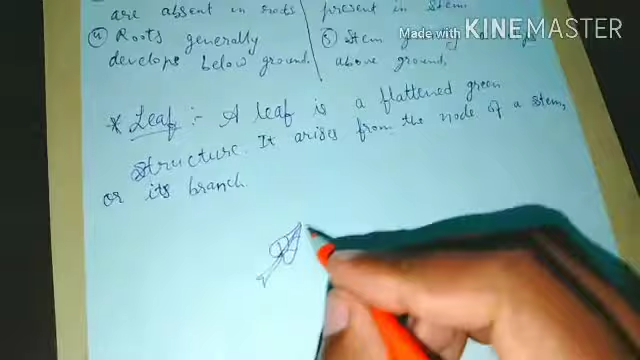 are absent in roots present in stem.
Made with KINEMASTER
④ Roots generally ⑤ Stem
develops below ground. above ground.
* Leaf :- A leaf is a flattened green
structure. It arises from the node of a stem,
or its branch